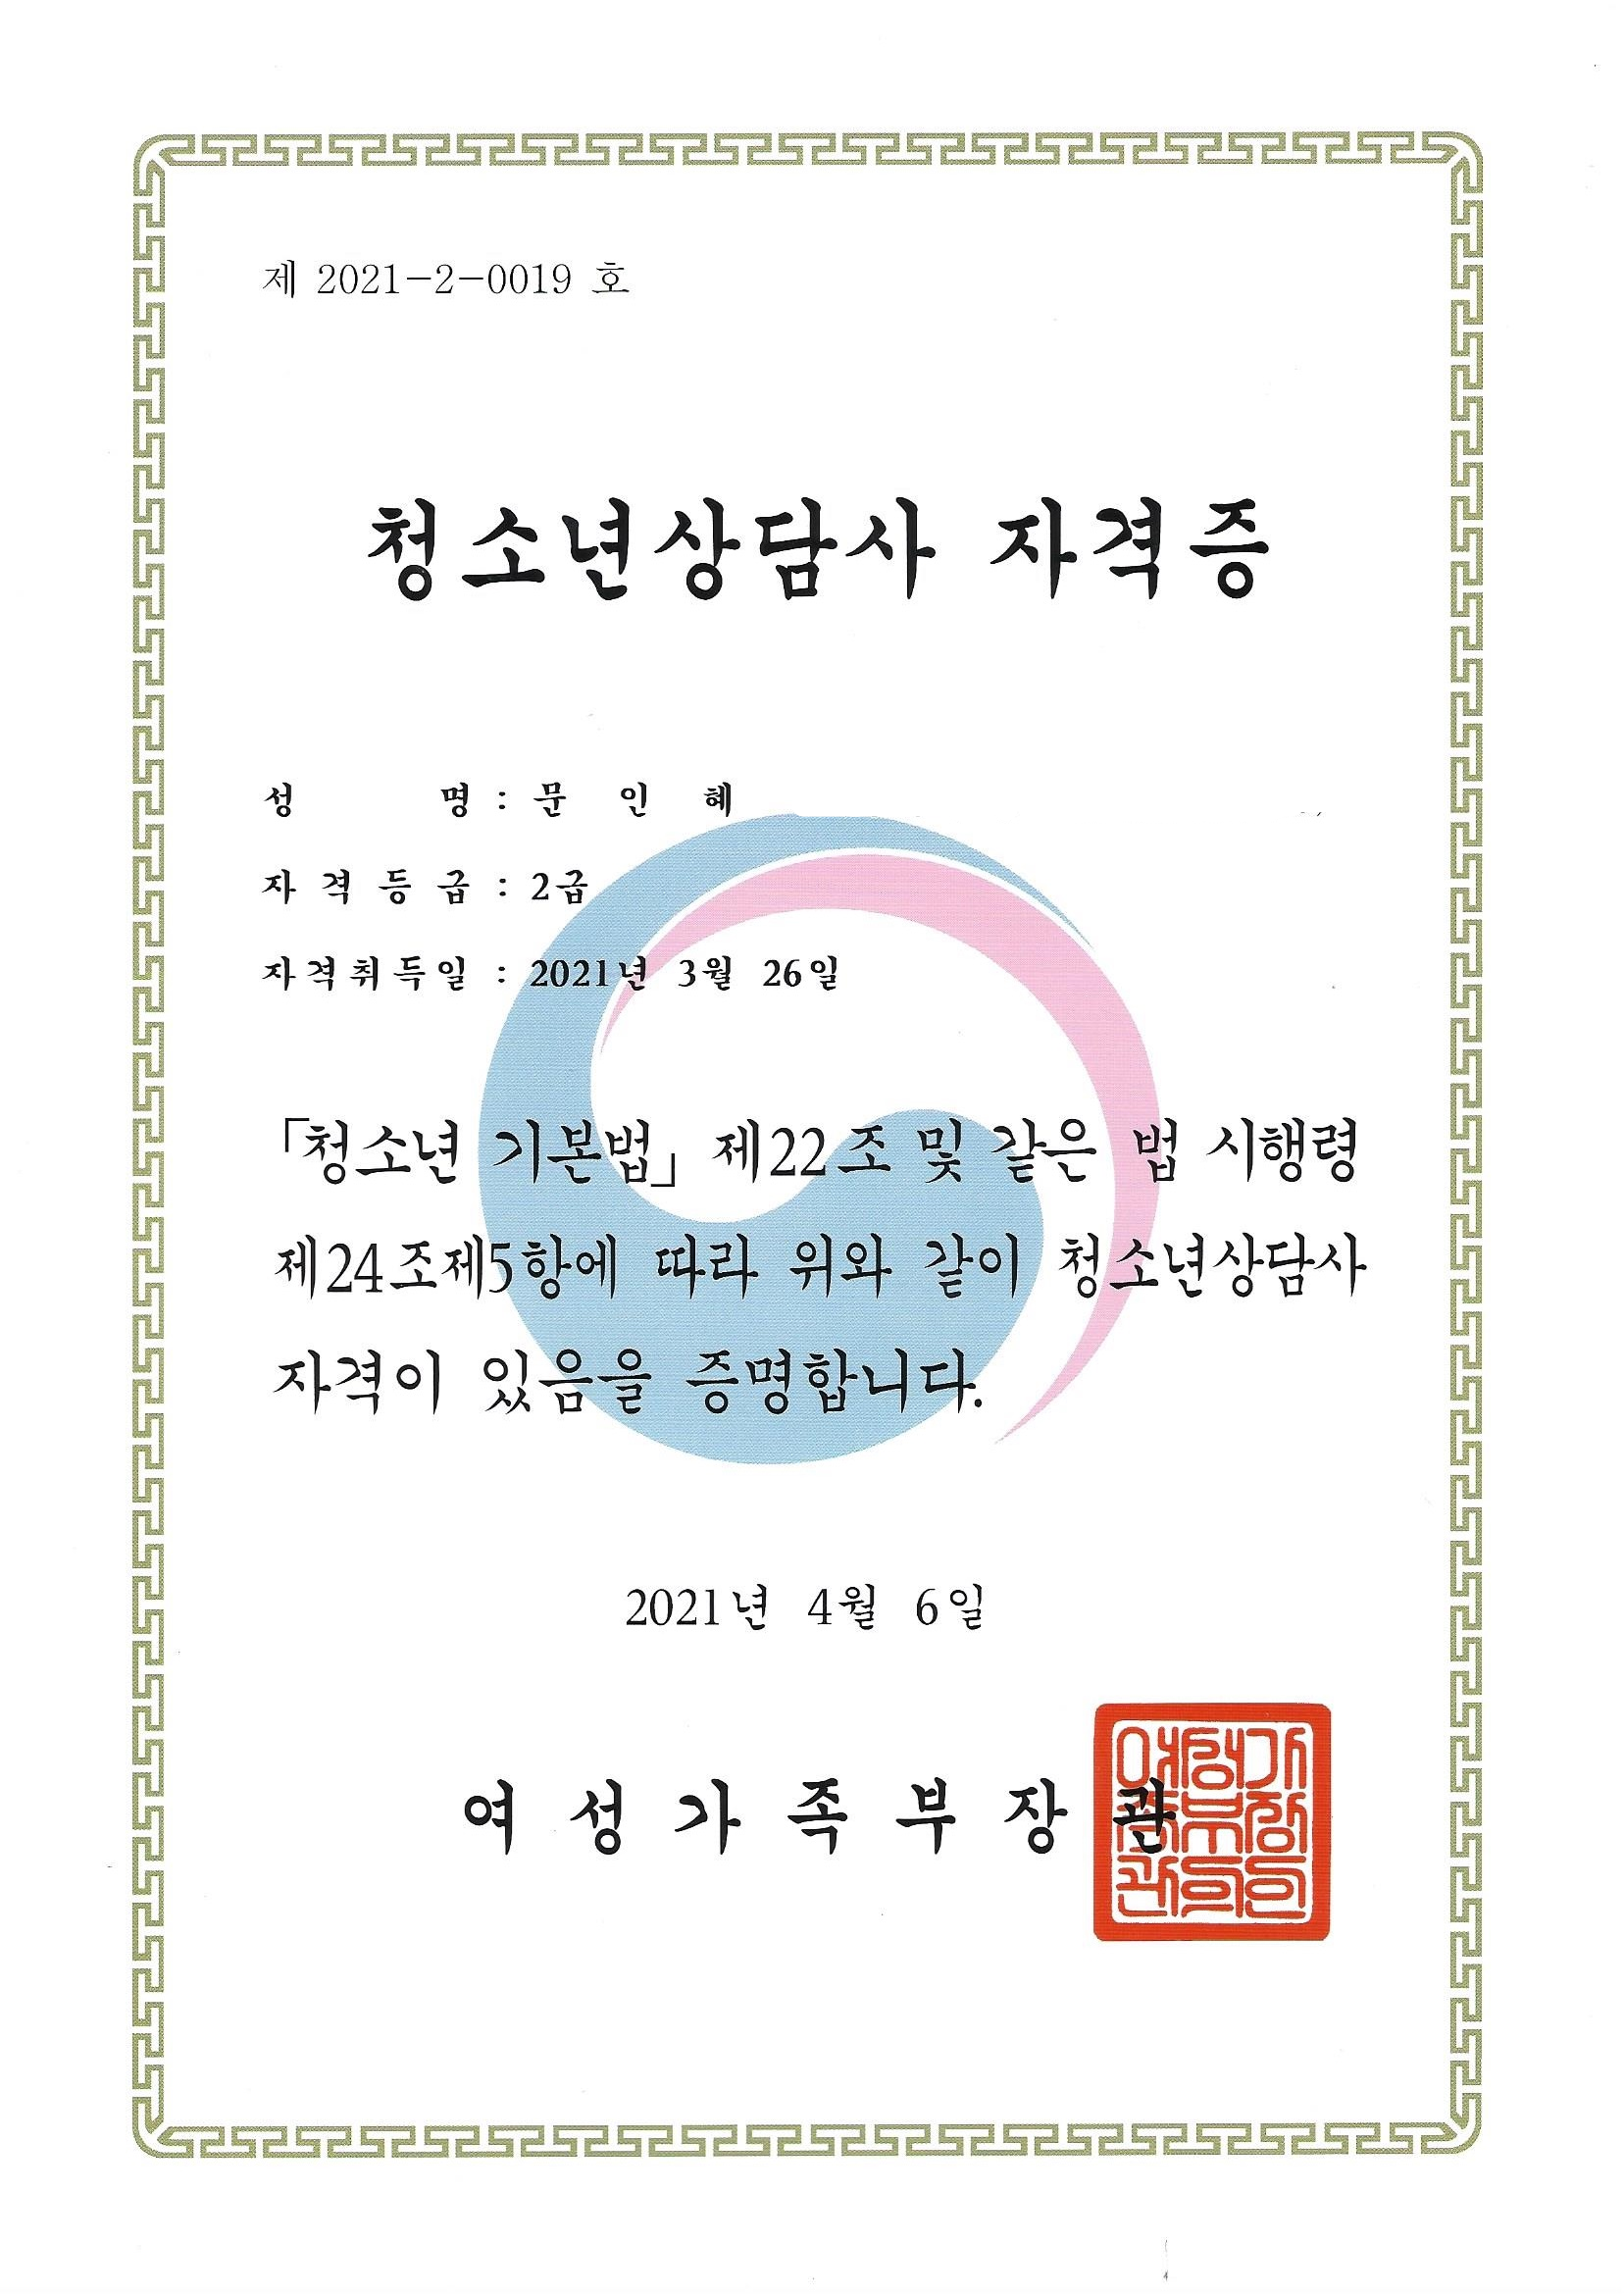 제 2021-2-0019 호
청소년상담사 자격증
성 명 : 문 인 혜
자 격 등 급 : 2급
자격취득일 : 2021년 3월 26일
「청소년 기본법」 제22조 및 같은 법 시행령
제24조제5항에 따라 위와 같이 청소년상담사
자격이 있음을 증명합니다.
2021년 4월 6일
여 성 가 족 부 장 관
여성가
족부장
관의인